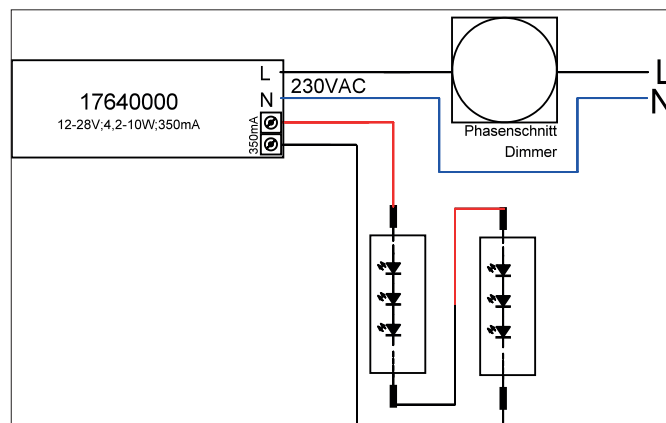 L
17640000
12-28V;4,2-10W;350mA
N
230VAC
350mA
Phasenschnitt
Dimmer
L
N